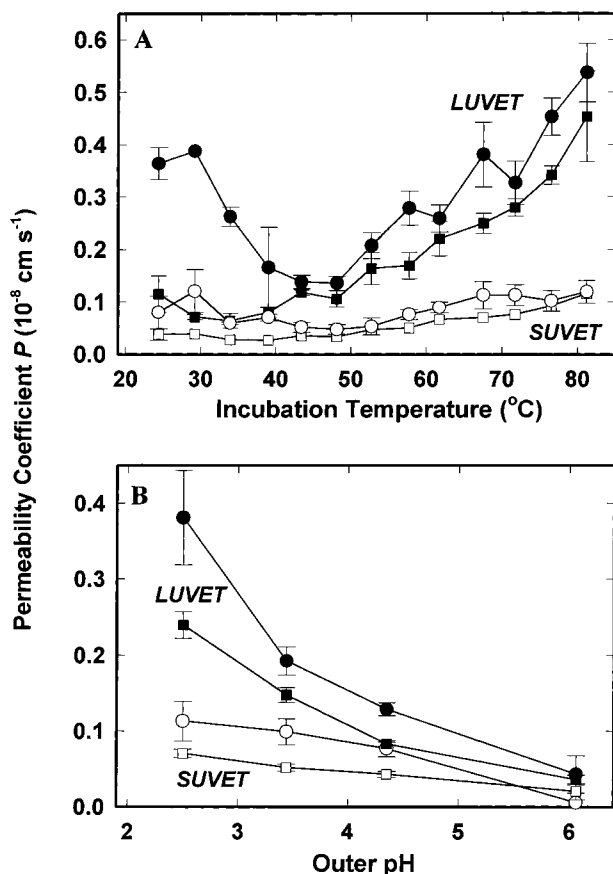 Permeability Coefficient P (10⁻⁸ cm s⁻¹)
A
0.6
0.5
0.4
0.3
0.2
0.1
0.0
LUVET
SUVET
20 30 40 50 60 70 80
Incubation Temperature (°C)
B
0.4
0.3
0.2
0.1
0.0
LUVET
SUVET
2 3 4 5 6
Outer pH